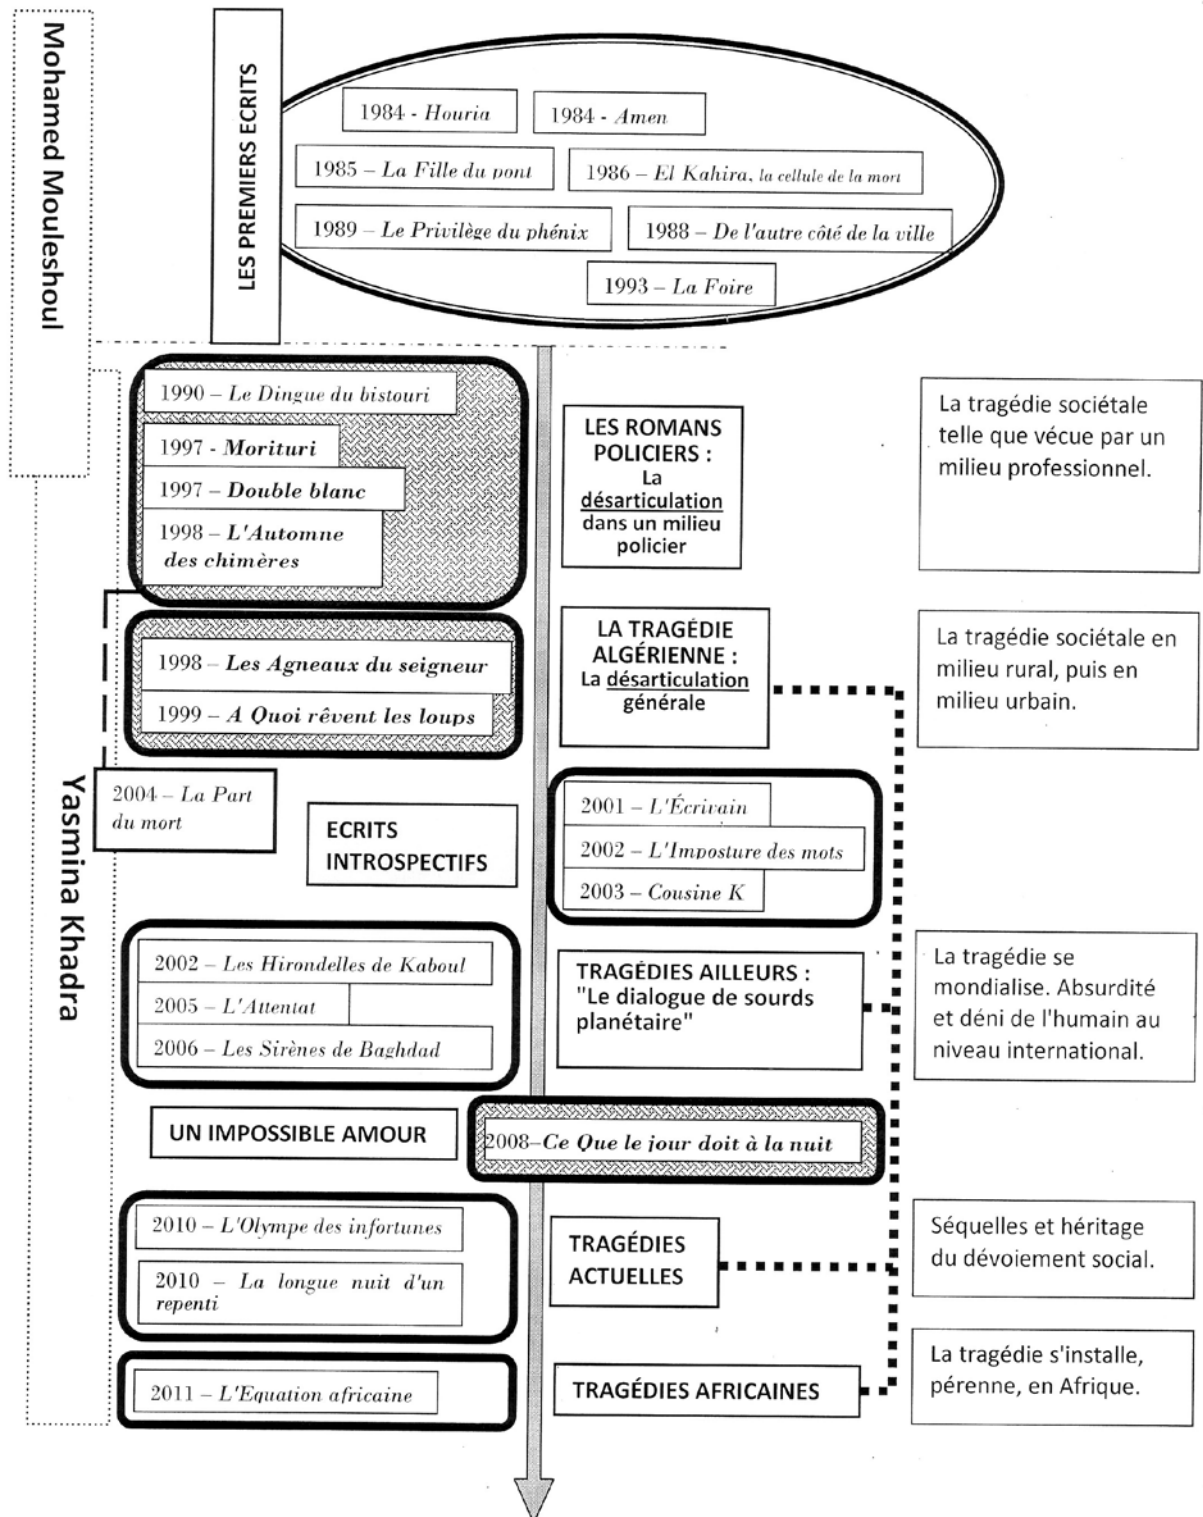 Mohamed Mouleshoul
LES PREMIERS ECRITS
1984 - Houria
1984 - Amen
1985 – La Fille du pont
1986 – El Kahira, la cellule de la mort
1989 – Le Privilège du phénix
1988 – De l'autre côté de la ville
1993 – La Foire
Yasmina Khadra
1990 – Le Dingue du bistouri
1997 - Morituri
1997 – Double blanc
1998 – L'Automne
des chimères
LES ROMANS
POLICIERS :
La
désarticulation
dans un milieu
policier
La tragédie sociétale
telle que vécue par un
milieu professionnel.
1998 – Les Agneaux du seigneur
1999 – A Quoi rêvent les loups
LA TRAGÉDIE
ALGÉRIENNE :
La désarticulation
générale
La tragédie sociétale en
milieu rural, puis en
milieu urbain.
2004 – La Part
du mort
ECRITS
INTROSPECTIFS
2001 – L'Écrivain
2002 – L'Imposture des mots
2003 – Cousine K
2002 – Les Hirondelles de Kaboul
2005 – L'Attentat
2006 – Les Sirènes de Baghdad
TRAGÉDIES AILLEURS :
"Le dialogue de sourds
planétaire"
La tragédie se
mondialise. Absurdité
et déni de l'humain au
niveau international.
UN IMPOSSIBLE AMOUR
2008–Ce Que le jour doit à la nuit
2010 – L'Olympe des infortunes
2010 – La longue nuit d'un
repenti
TRAGÉDIES
ACTUELLES
Séquelles et héritage
du dévoiement social.
2011 – L'Equation africaine
TRAGÉDIES AFRICAINES
La tragédie s'installe,
pérenne, en Afrique.